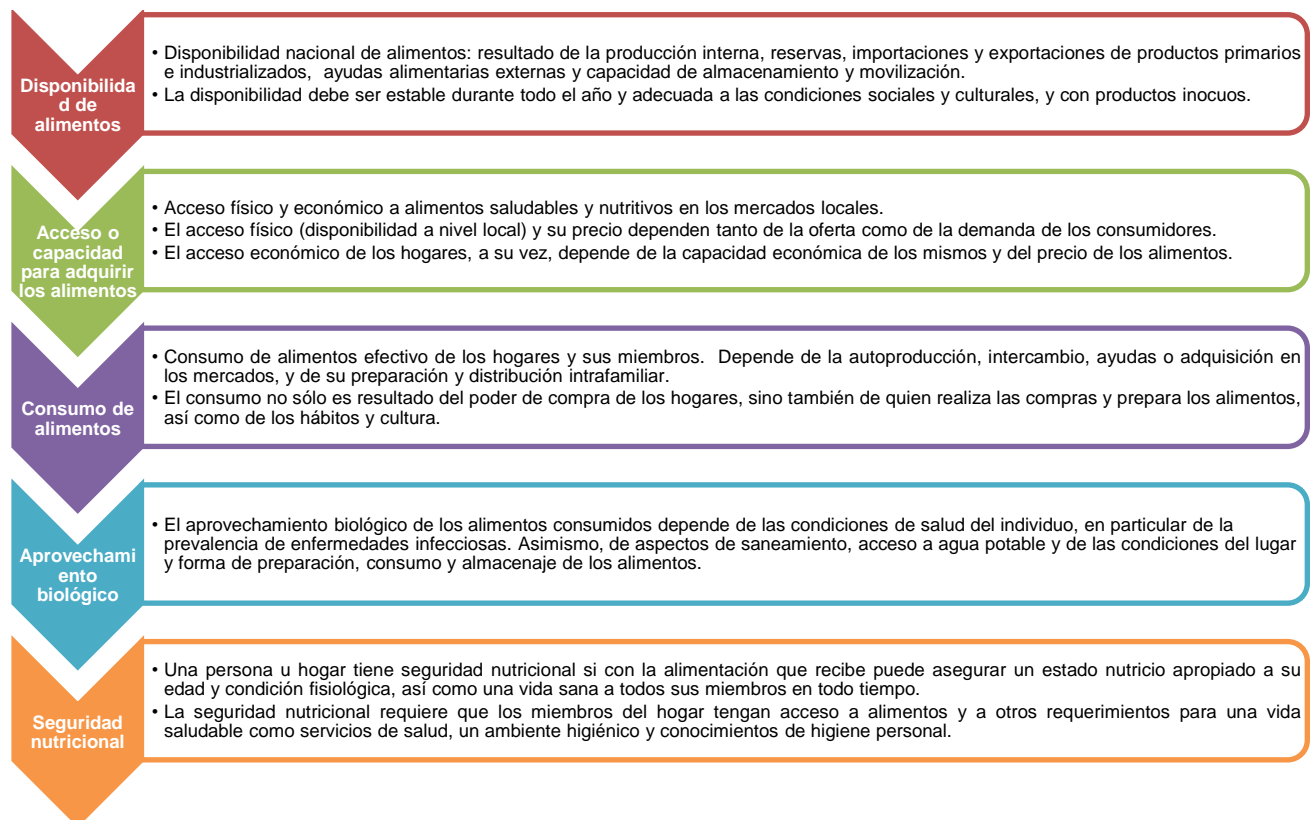 Disponibilida
d de
alimentos
• Disponibilidad nacional de alimentos: resultado de la producción interna, reservas, importaciones y exportaciones de productos primarios
e industrializados, ayudas alimentarias externas y capacidad de almacenamiento y movilización.
• La disponibilidad debe ser estable durante todo el año y adecuada a las condiciones sociales y culturales, y con productos inocuos.
Acceso o
capacidad
para adquirir
los alimentos
• Acceso físico y económico a alimentos saludables y nutritivos en los mercados locales.
• El acceso físico (disponibilidad a nivel local) y su precio dependen tanto de la oferta como de la demanda de los consumidores.
• El acceso económico de los hogares, a su vez, depende de la capacidad económica de los mismos y del precio de los alimentos.
Consumo de
alimentos
• Consumo de alimentos efectivo de los hogares y sus miembros. Depende de la autoproducción, intercambio, ayudas o adquisición en
los mercados, y de su preparación y distribución intrafamiliar.
• El consumo no sólo es resultado del poder de compra de los hogares, sino también de quien realiza las compras y prepara los alimentos,
así como de los hábitos y cultura.
Aprovechami
ento
biológico
• El aprovechamiento biológico de los alimentos consumidos depende de las condiciones de salud del individuo, en particular de la
prevalencia de enfermedades infecciosas. Asimismo, de aspectos de saneamiento, acceso a agua potable y de las condiciones del lugar
y forma de preparación, consumo y almacenaje de los alimentos.
Seguridad
nutricional
• Una persona u hogar tiene seguridad nutricional si con la alimentación que recibe puede asegurar un estado nutricio apropiado a su
edad y condición fisiológica, así como una vida sana a todos sus miembros en todo tiempo.
• La seguridad nutricional requiere que los miembros del hogar tengan acceso a alimentos y a otros requerimientos para una vida
saludable como servicios de salud, un ambiente higiénico y conocimientos de higiene personal.